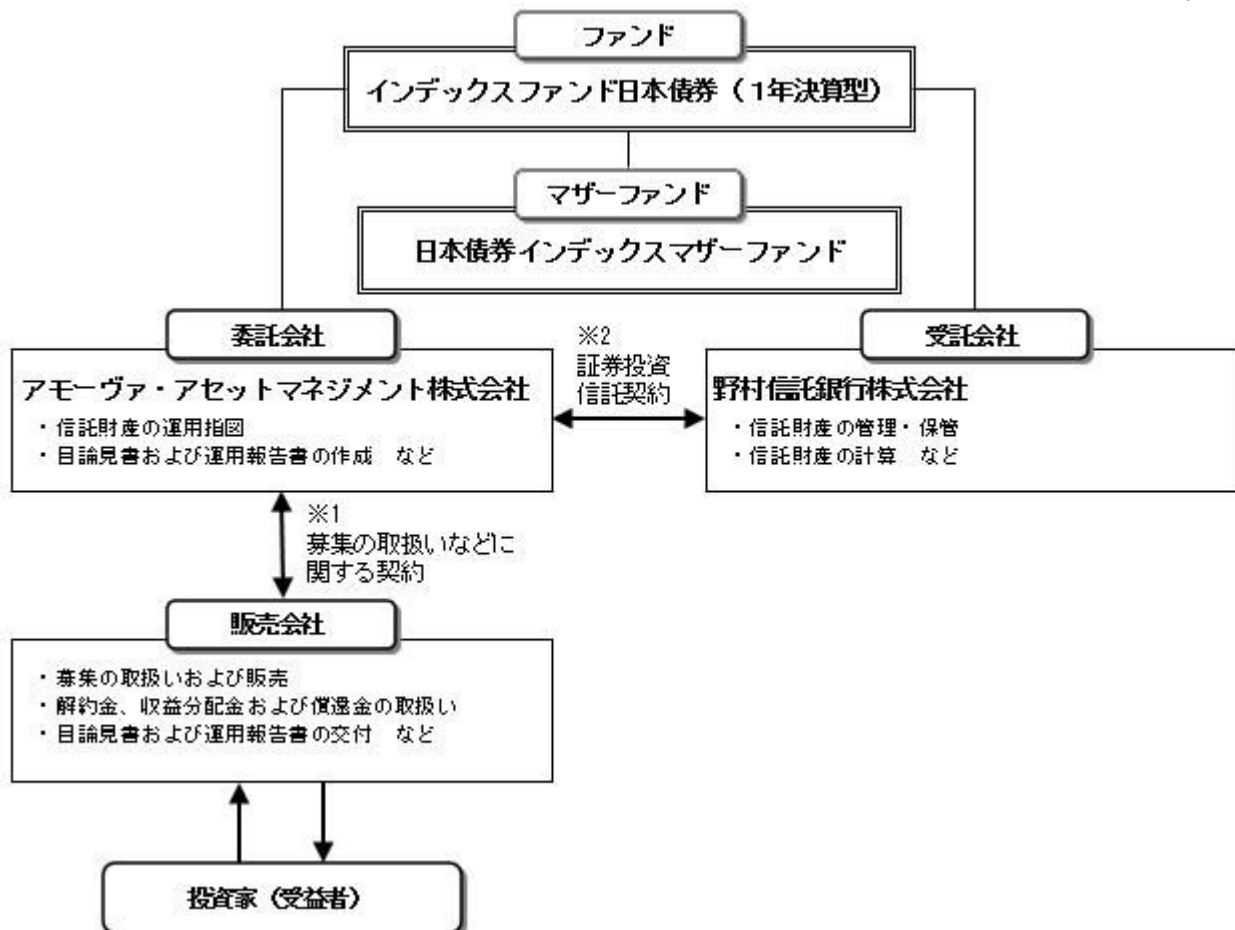 ファンド
インデックスファンド日本債券(1年決算型)
マザーファンド
日本債券インデックスマザーファンド
委託会社
アモーヴァ・アセットマネジメント株式会社
・信託財産の運用指図
・目論見書および運用報告書の作成 など
※2
証券投資
信託契約
受託会社
野村信託銀行株式会社
・信託財産の管理・保管
・信託財産の計算 など
※1
募集の取扱いなどに
関する契約
販売会社
・募集の取扱いおよび販売
・解約金、収益分配金および償還金の取扱い
・目論見書および運用報告書の交付 など
投資家(受益者)